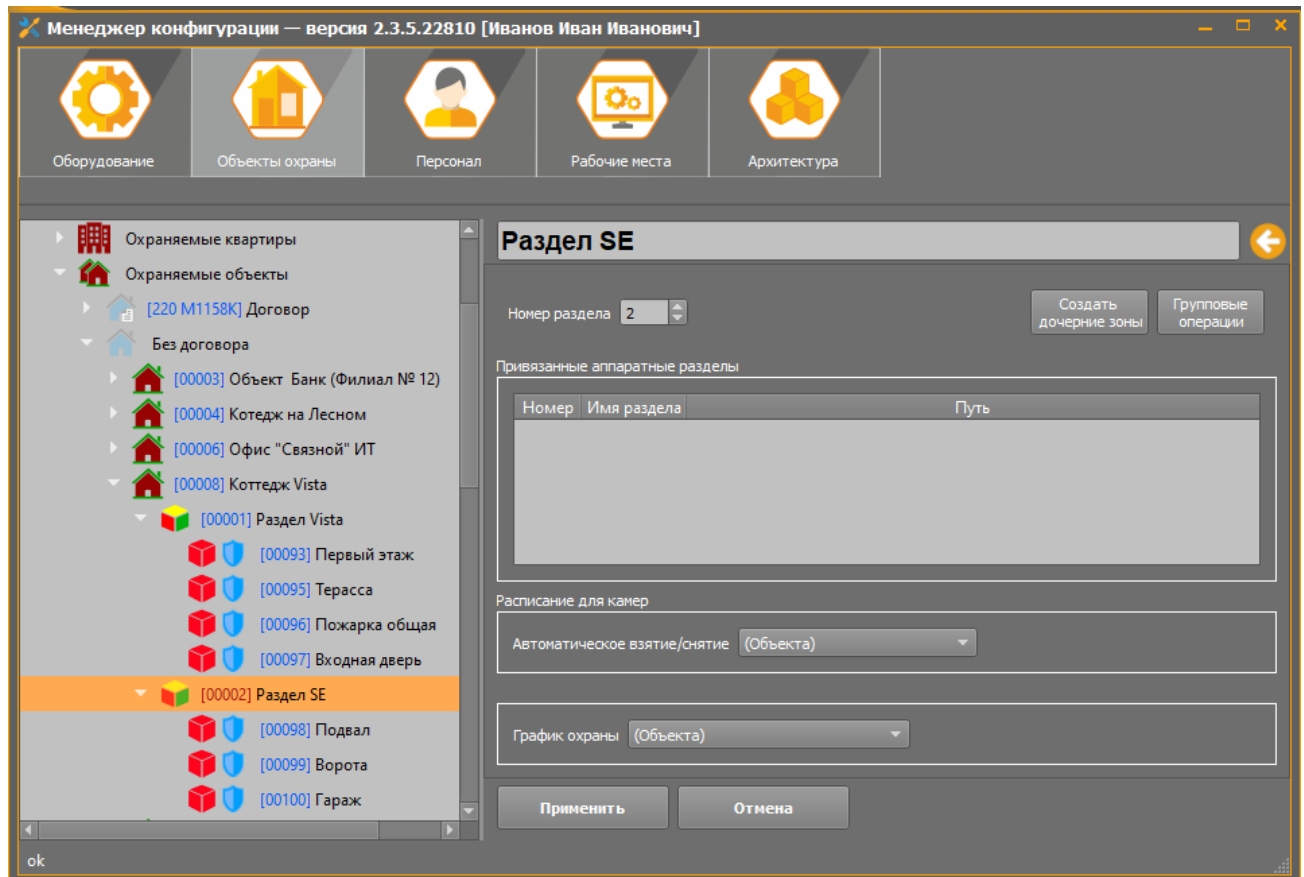 Менеджер конфигурации — версия 2.3.5.22810 [Иванов Иван Иванович]
Оборудование
Объекты охраны
Персонал
Рабочие места
Архитектура
Охраняемые квартиры
Охраняемые объекты
[220 M1158K] Договор
Без договора
[00003] Объект Банк (Филиал № 12)
[00004] Котедж на Лесном
[00006] Офис "Связной" ИТ
[00008] Коттедж Vista
[00001] Раздел Vista
[00093] Первый этаж
[00095] Терасса
[00096] Пожарка общая
[00097] Входная дверь
[00002] Раздел SE
[00098] Подвал
[00099] Ворота
[00100] Гараж
Раздел SE
Номер раздела 2
Создать
дочерние зоны
Групповые
операции
Привязанные аппаратные разделы
Номер Имя раздела Путь
Расписание для камер
Автоматическое взятие/снятие (Объекта)
График охраны (Объекта)
Применить Отмена
ok